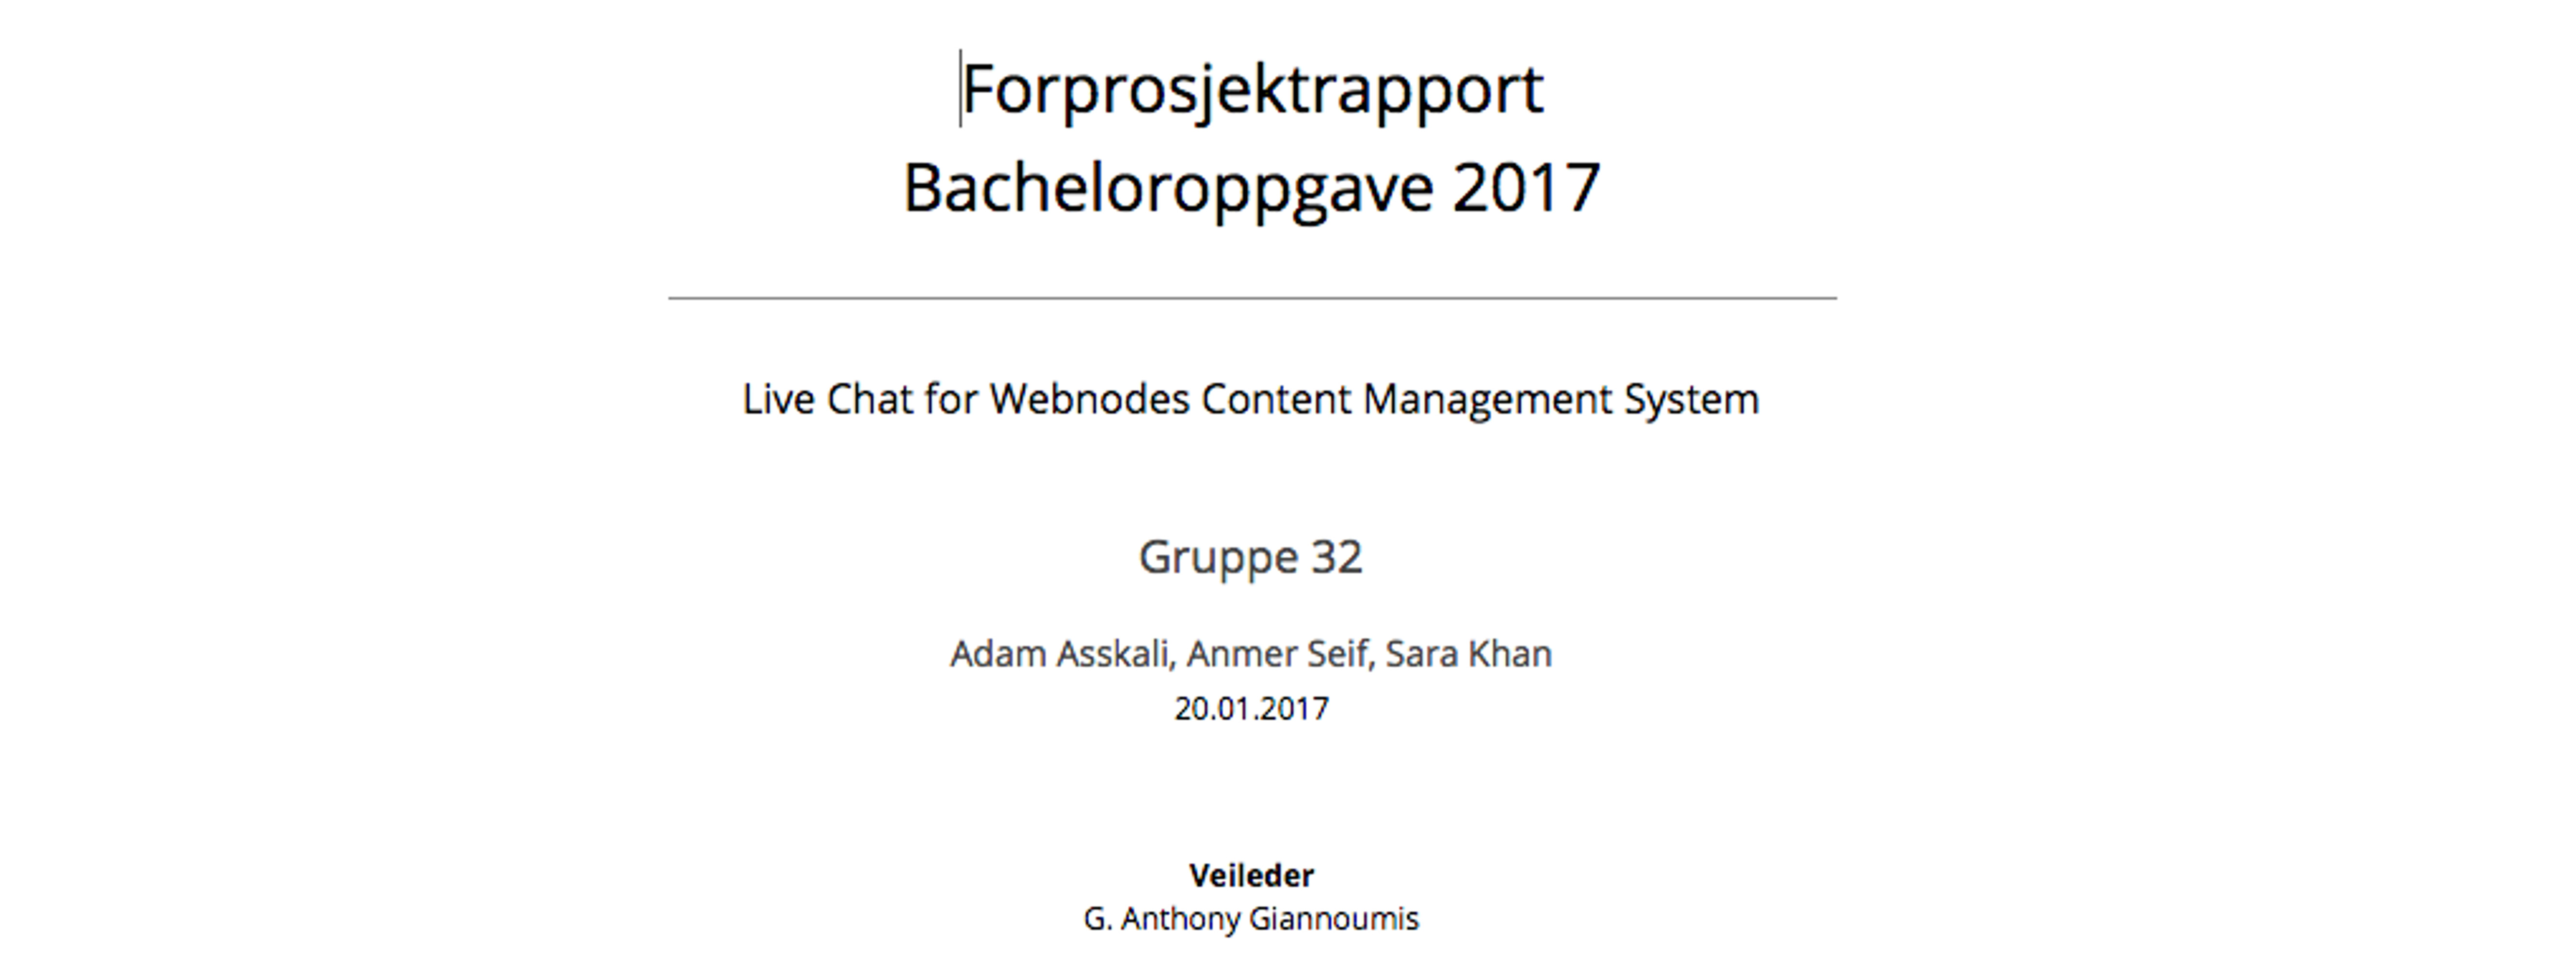 Forprosjektrapport
Bacheloroppgave 2017
Live Chat for Webnodes Content Management System
Gruppe 32
Adam Asskali, Anmer Seif, Sara Khan
20.01.2017
Veileder
G. Anthony Giannoumis